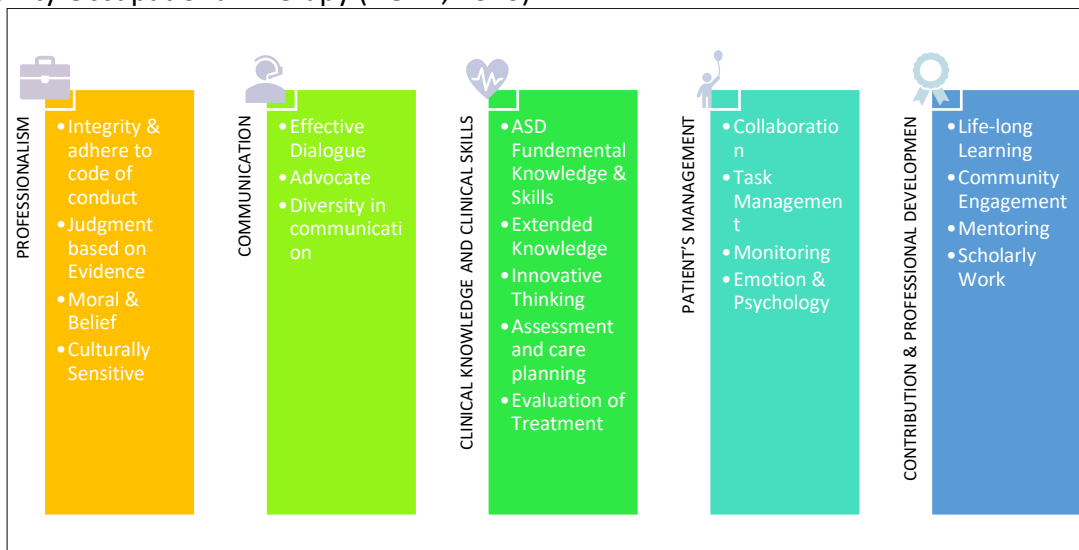 PROFESSIONALISM
•Integrity &
adhere to
code of
conduct
•Judgment
based on
Evidence
•Moral &
Belief
•Culturally
Sensitive
COMMUNICATION
•Effective
Dialogue
•Advocate
•Diversity in
communicati
on
CLINICAL KNOWLEDGE AND CLINICAL SKILLS
•ASD
Fundemental
Knowledge &
Skills
•Extended
Knowledge
•Innovative
Thinking
•Assessment
and care
planning
•Evaluation of
Treatment
PATIENT'S MANAGEMENT
•Collaboratio
n
•Task
Managemen
t
•Monitoring
•Emotion &
Psychology
CONTRIBUTION & PROFESSIONAL DEVELOPMEN
•Life-long
Learning
•Community
Engagement
•Mentoring
•Scholarly
Work